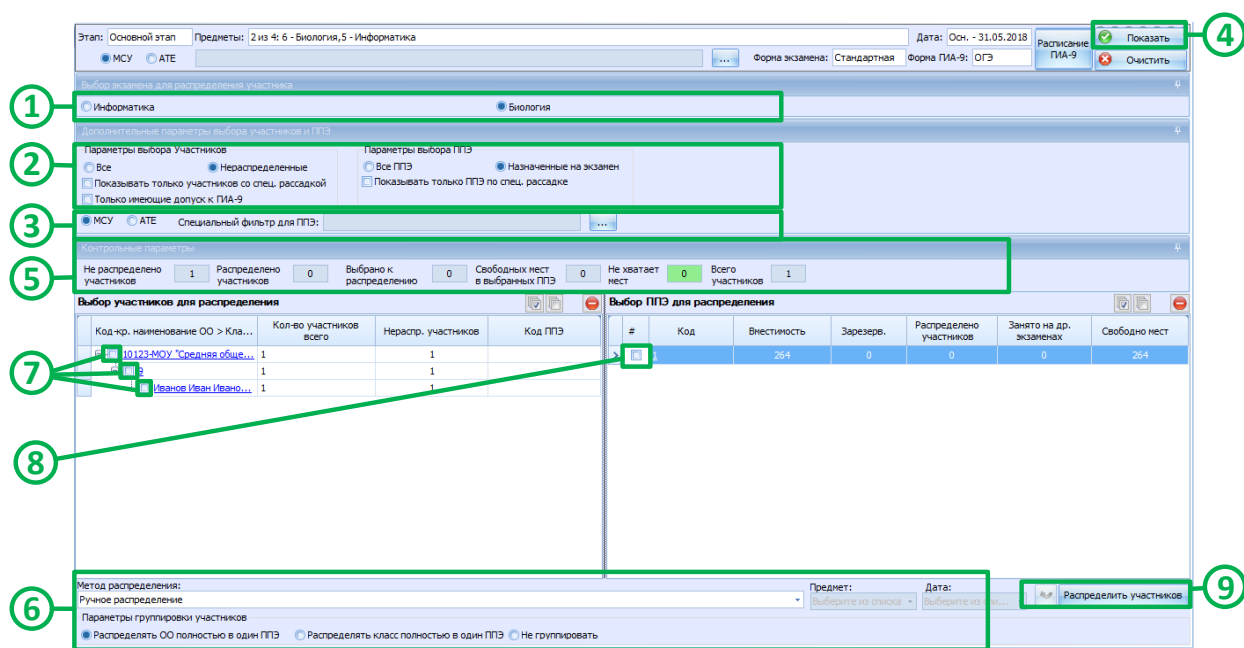 Этап: Основной этап Предметы: 2 из 4: 6 - Биология,5 - Информатика Дата: Осн. - 31.05.2018 Расписание ГИА-9 Показать
МСУ АТЕ ... Форма экзамена: Стандартная Форма ГИА-9: ОГЭ Очистить
4
Выбор экзамена для распределения участника
1
Информатика Биология
Дополнительные параметры выбора участников и ППЭ
2
Параметры выбора Участников Параметры выбора ППЭ
Все Нераспределенные Все ППЭ Назначенные на экзамен
Показывать только участников со спец. рассадкой Показывать только ППЭ по спец. рассадке
Только имеющие допуск к ГИА-9
3
МСУ АТЕ Специальный фильтр для ППЭ: ...
Контрольные параметры
5
Не распределено участников 1 Распределено участников 0 Выбрано к распределению 0 Свободных мест в выбранных ППЭ 0 Не хватает мест 0 Всего участников 1
Выбор участников для распределения Выбор ППЭ для распределения
Код-кр. наименование ОО > Кла... Кол-во участников всего Нераспр. участников Код ППЭ # Код Вместимость Зарезерв. Распределено участников Занято на др. экзаменах Свободно мест
10123-МОУ "Средняя обще... 1 1 > 1 264 0 0 0 264
7
9 1 1
Иванов Иван Ивано... 1 1
8
Метод распределения: Предмет: Дата:
6
Ручное распределение Выберите из списка Выберите из спи... Распределить участников
9
Параметры группировки участников
Распределять ОО полностью в один ППЭ Распределять класс полностью в один ППЭ Не группировать